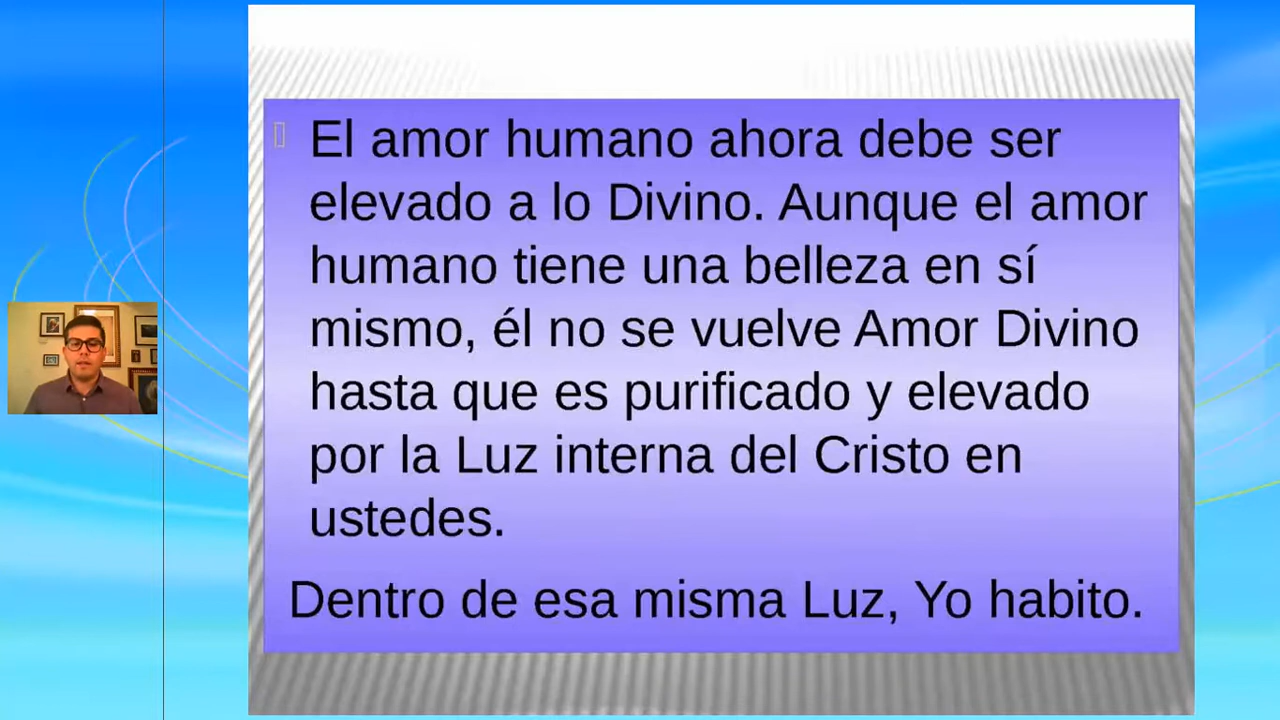 El amor humano ahora debe ser
elevado a lo Divino. Aunque el amor
humano tiene una belleza en sí
mismo, él no se vuelve Amor Divino
hasta que es purificado y elevado
por la Luz interna del Cristo en
ustedes.
Dentro de esa misma Luz, Yo habito.